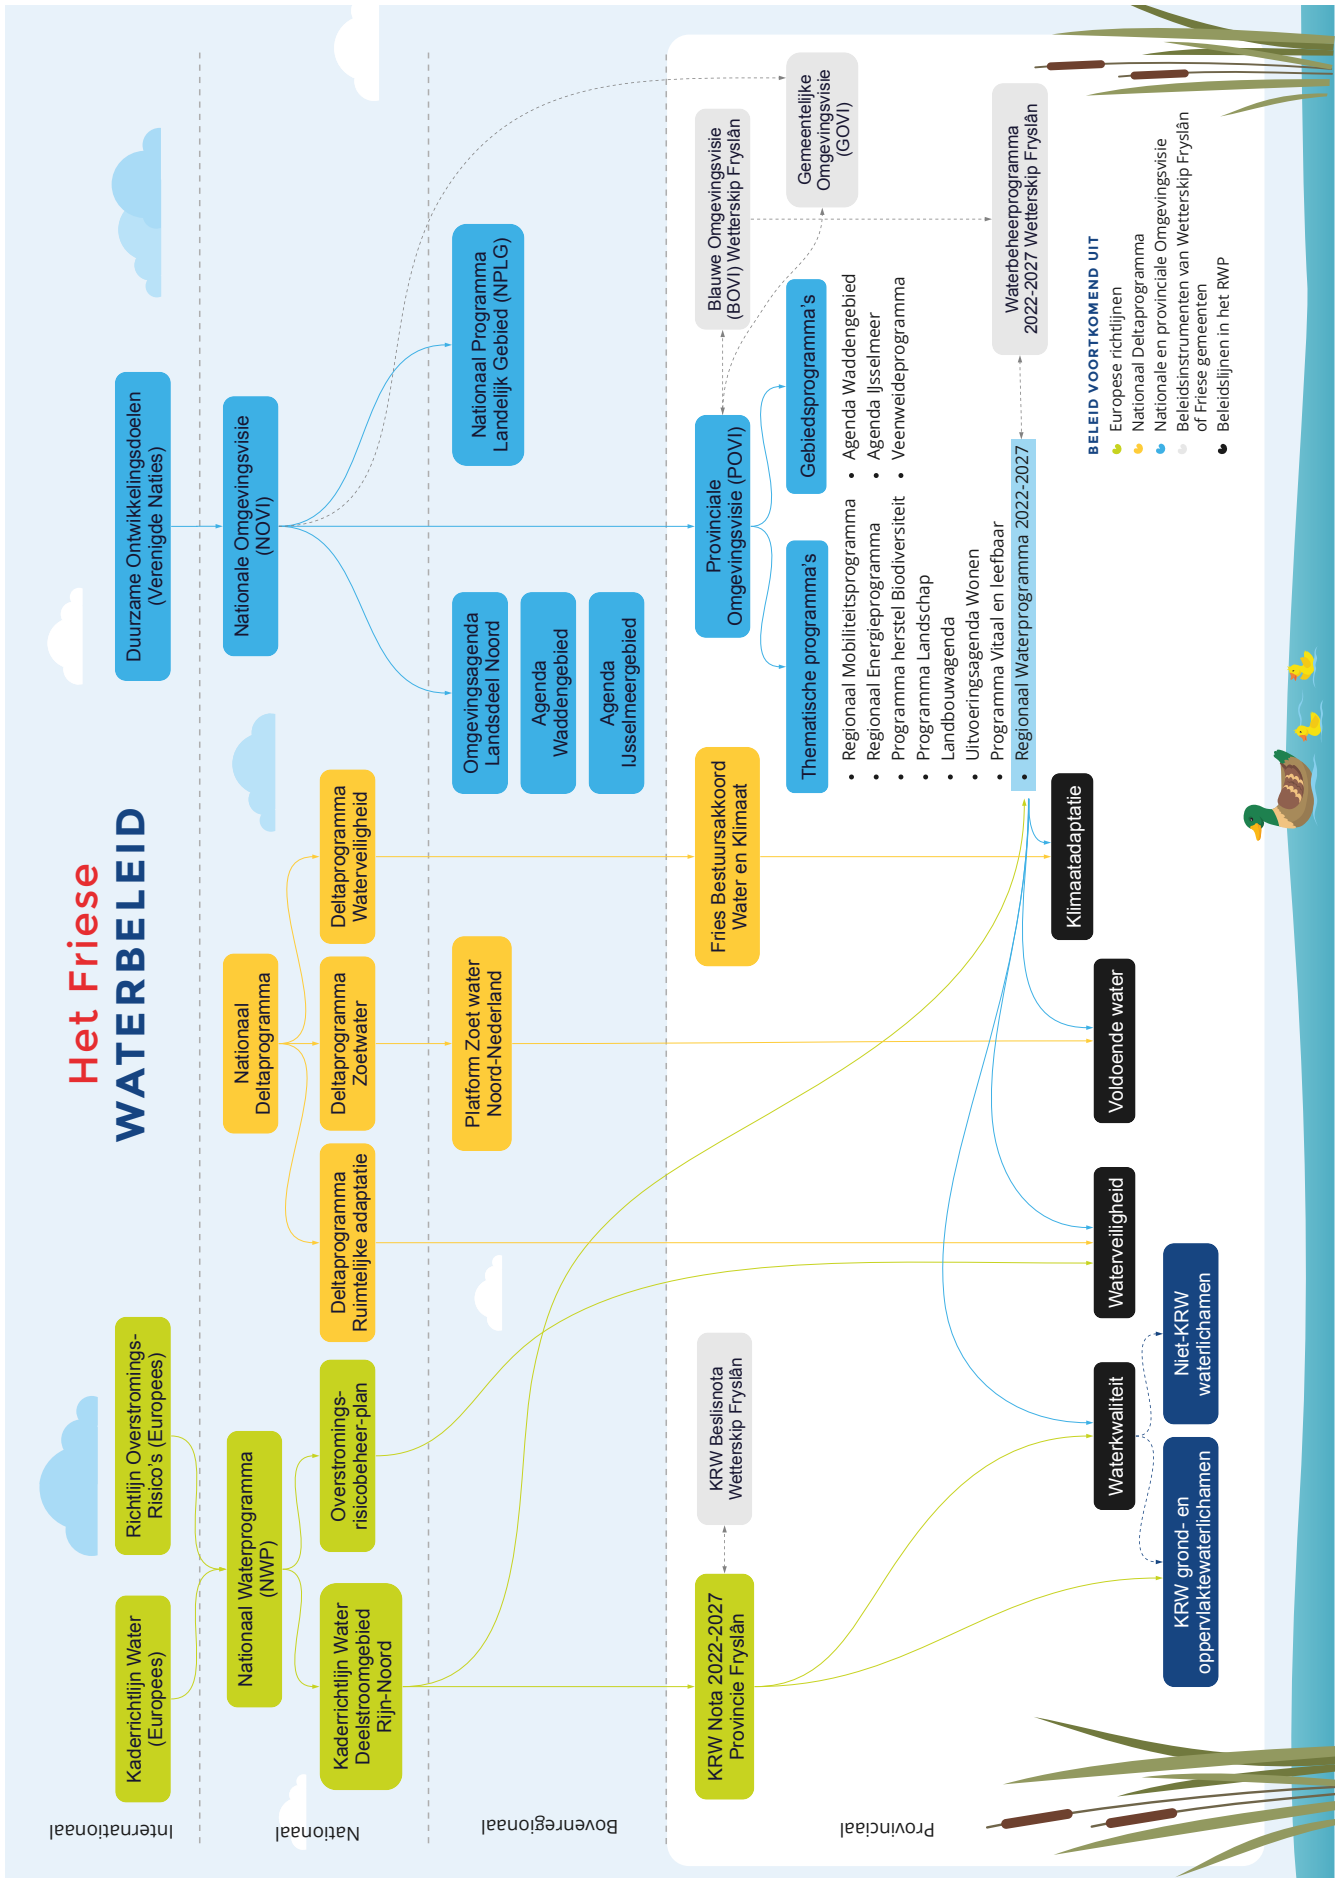 Het Friese
WATERBELEID
Internationaal
Kaderrichtlijn Water
(Europees)
Richtlijn Overstromings-
Risico's (Europees)
Duurzame Ontwikkelingsdoelen
(Verenigde Naties)
Nationaal
Nationaal Waterprogramma
(NWP)
Nationaal
Deltaprogramma
Nationale Omgevingsvisie
(NOVI)
Kaderrichtlijn Water
Deelstroomgebied
Rijn-Noord
Overstromings-
risicobeheer-plan
Deltaprogramma
Ruimtelijke adaptatie
Deltaprogramma
Zoetwater
Deltaprogramma
Waterveiligheid
Bovenregionaal
Platform Zoet water
Noord-Nederland
Omgevingsagenda
Landsdeel Noord
Agenda
Waddengebied
Agenda
IJsselmeergebied
Nationaal Programma
Landelijk Gebied (NPLG)
Provinciaal
KRW Nota 2022-2027
Provincie Fryslân
KRW Beslisnota
Wetterskip Fryslân
Fries Bestuursakkoord
Water en Klimaat
Provinciale
Omgevingsvisie (POVI)
Blauwe Omgevingsvisie
(BOVI) Wetterskip Fryslân
Gemeentelijke
Omgevingsvisie
(GOVI)
Thematische programma's
• Regionaal Mobiliteitsprogramma
• Regionaal Energieprogramma
• Programma herstel Biodiversiteit
• Programma Landschap
• Landbouwagenda
• Uitvoeringsagenda Wonen
• Programma Vitaal en leefbaar
• Regionaal Waterprogramma 2022-2027
Gebiedsprogramma's
• Agenda Waddengebied
• Agenda IJsselmeer
• Veenweideprogramma
Waterbeheerprogramma
2022-2027 Wetterskip Fryslân
Waterkwaliteit
Waterveiligheid
Voldoende water
Klimaatadaptatie
KRW grond- en
oppervlaktewaterlichamen
Niet-KRW
waterlichamen
BELEID VOORTKOMEND UIT
Europese richtlijnen
Nationaal Deltaprogramma
Nationale en provinciale Omgevingsvisie
Beleidsinstrumenten van Wetterskip Fryslân
of Friese gemeenten
Beleidslijnen in het RWP